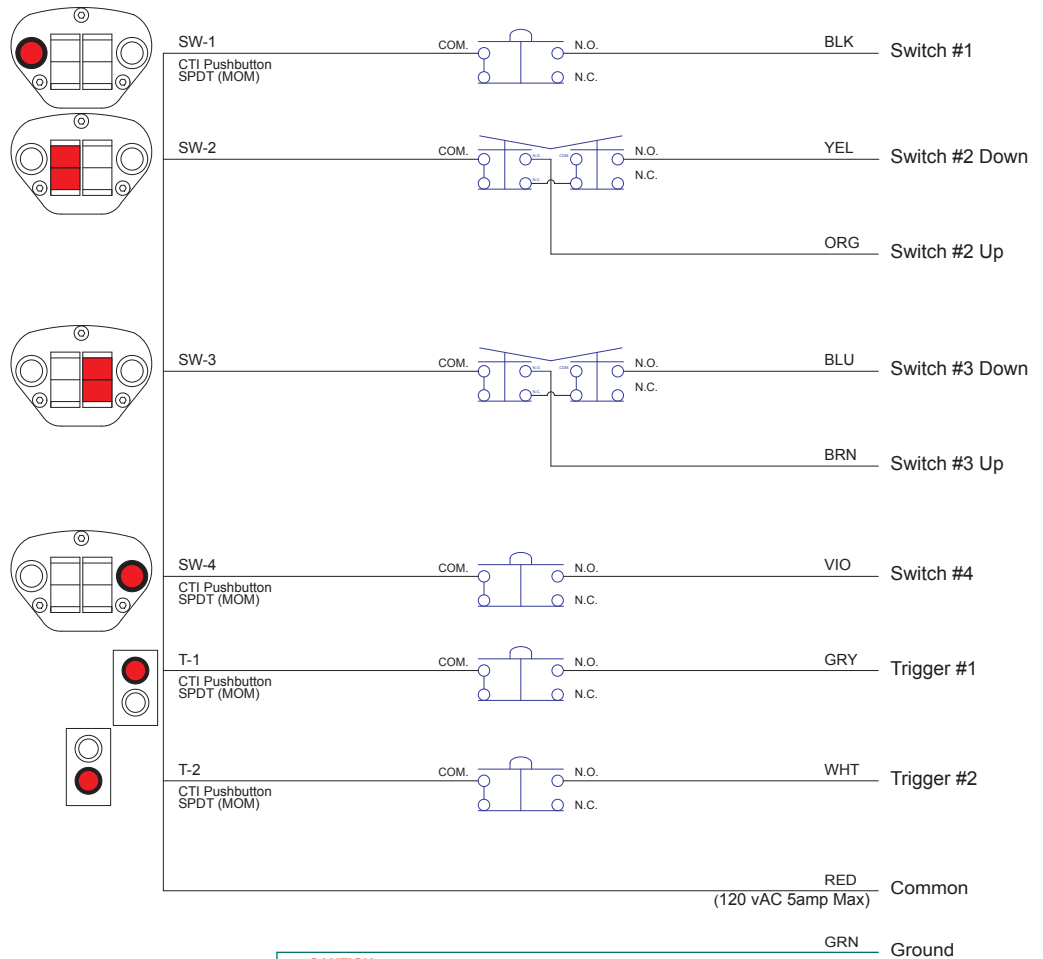 SW-1
CTI Pushbutton
SPDT (MOM)
COM.
N.O.
N.C.
BLK
Switch #1
SW-2
COM.
N.O.
N.C.
COM.
N.O.
N.C.
YEL
Switch #2 Down
ORG
Switch #2 Up
SW-3
COM.
N.O.
N.C.
COM.
N.O.
N.C.
BLU
Switch #3 Down
BRN
Switch #3 Up
SW-4
CTI Pushbutton
SPDT (MOM)
COM.
N.O.
N.C.
VIO
Switch #4
T-1
CTI Pushbutton
SPDT (MOM)
COM.
N.O.
N.C.
GRY
Trigger #1
T-2
CTI Pushbutton
SPDT (MOM)
COM.
N.O.
N.C.
WHT
Trigger #2
RED
(120 vAC 5amp Max)
Common
GRN
Ground